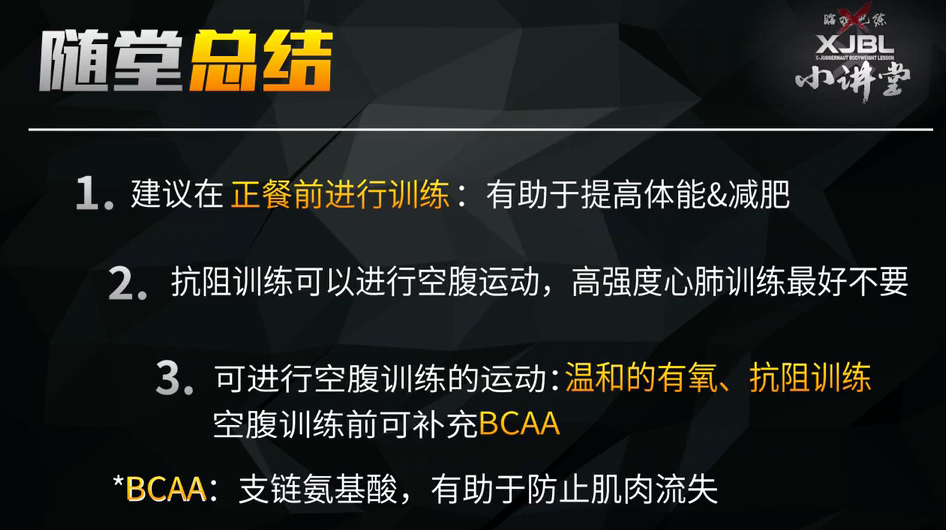 随堂总结
XJBL
X-JUGGERNAUT BODYWEIGHT LESSON
小讲堂
1. 建议在 正餐前进行训练：有助于提高体能&减肥
2. 抗阻训练可以进行空腹运动，高强度心肺训练最好不要
3. 可进行空腹训练的运动：温和的有氧、抗阻训练
空腹训练前可补充BCAA
*BCAA：支链氨基酸，有助于防止肌肉流失